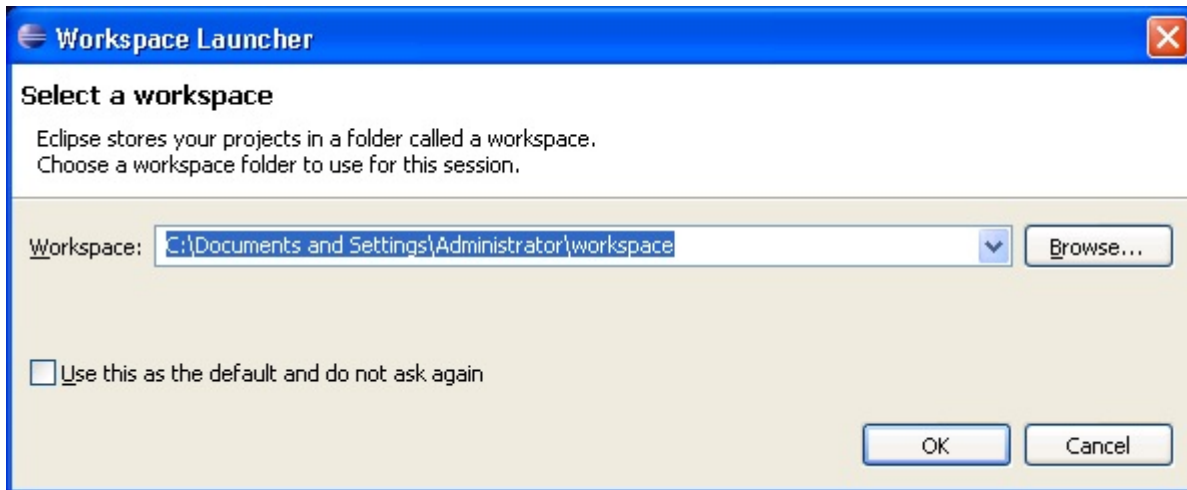 Workspace Launcher
Select a workspace
Eclipse stores your projects in a folder called a workspace.
Choose a workspace folder to use for this session.
Workspace: C:\Documents and Settings\Administrator\workspace Browse...
Use this as the default and do not ask again
OK Cancel